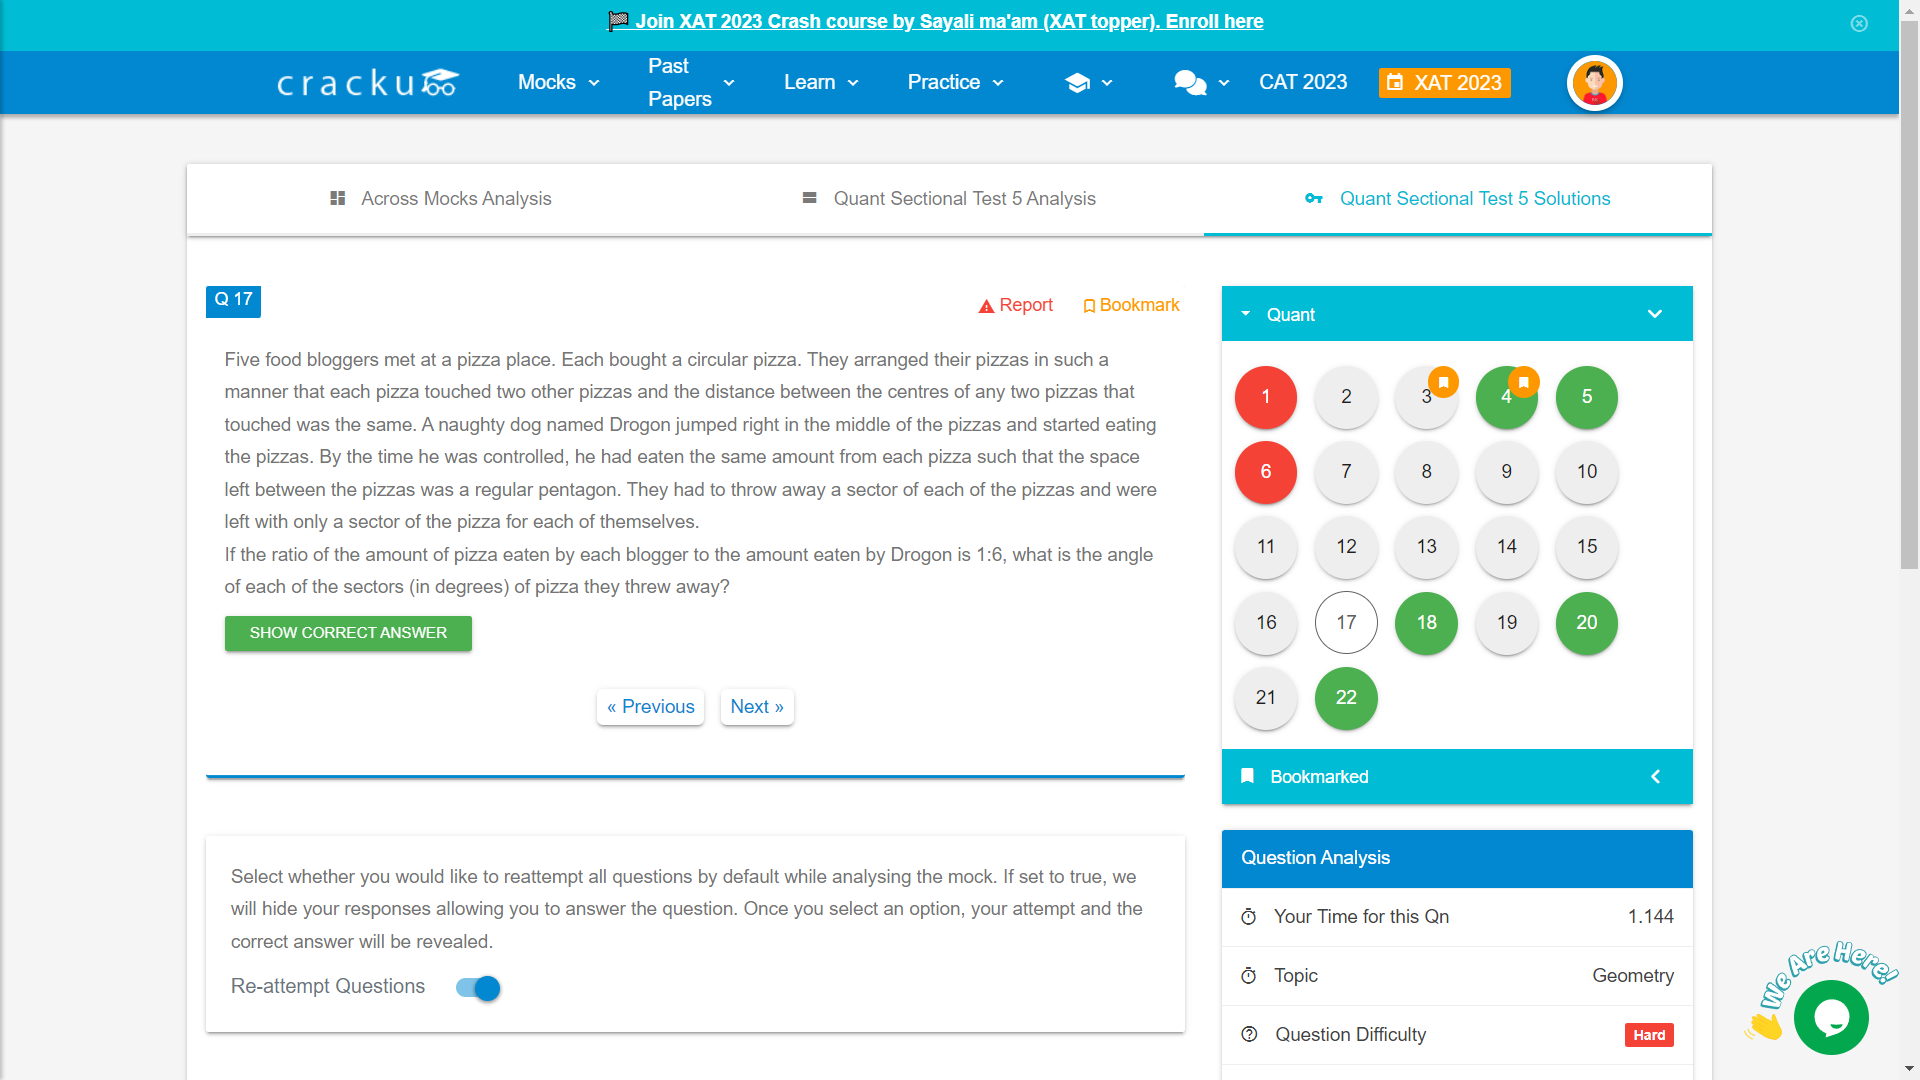 Join XAT 2023 Crash course by Sayali ma'am (XAT topper). Enroll here
cracku
Mocks
Past Papers
Learn
Practice
CAT 2023
XAT 2023
Across Mocks Analysis
Quant Sectional Test 5 Analysis
Quant Sectional Test 5 Solutions
Q 17
Report
Bookmark
Five food bloggers met at a pizza place. Each bought a circular pizza. They arranged their pizzas in such a
manner that each pizza touched two other pizzas and the distance between the centres of any two pizzas that
touched was the same. A naughty dog named Drogon jumped right in the middle of the pizzas and started eating
the pizzas. By the time he was controlled, he had eaten the same amount from each pizza such that the space
left between the pizzas was a regular pentagon. They had to throw away a sector of each of the pizzas and were
left with only a sector of the pizza for each of themselves.
If the ratio of the amount of pizza eaten by each blogger to the amount eaten by Drogon is 1:6, what is the angle
of each of the sectors (in degrees) of pizza they threw away?
SHOW CORRECT ANSWER
« Previous
Next »
Select whether you would like to reattempt all questions by default while analysing the mock. If set to true, we
will hide your responses allowing you to answer the question. Once you select an option, your attempt and the
correct answer will be revealed.
Re-attempt Questions
Quant
1 2 3 4 5
6 7 8 9 10
11 12 13 14 15
16 17 18 19 20
21 22
Bookmarked
Question Analysis
Your Time for this Qn 1.144
Topic Geometry
Question Difficulty Hard
We Are Here!